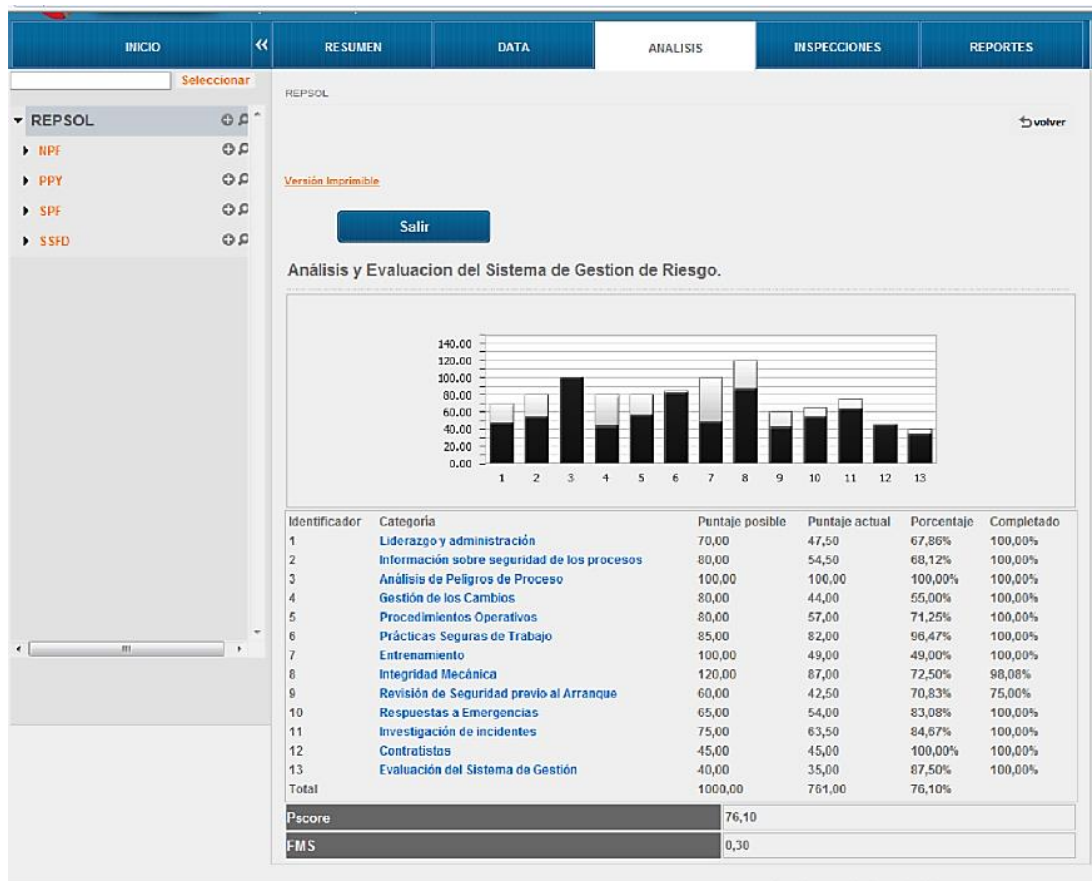 INICIO « RESUMEN DATA ANALISIS INSPECCIONES REPORTES
Seleccionar
REPSOL
NPF
PPY
SPF
SSFD
REPSOL
volver
Versión Imprimible
Salir
Análisis y Evaluacion del Sistema de Gestion de Riesgo.
140.00
120.00
100.00
80.00
60.00
40.00
20.00
0.00
1 2 3 4 5 6 7 8 9 10 11 12 13
Identificador Categoría Puntaje posible Puntaje actual Porcentaje Completado
1 Liderazgo y administración 70,00 47,50 67,86% 100,00%
2 Información sobre seguridad de los procesos 80,00 54,50 68,12% 100,00%
3 Análisis de Peligros de Proceso 100,00 100,00 100,00% 100,00%
4 Gestión de los Cambios 80,00 44,00 55,00% 100,00%
5 Procedimientos Operativos 80,00 57,00 71,25% 100,00%
6 Prácticas Seguras de Trabajo 85,00 82,00 96,47% 100,00%
7 Entrenamiento 100,00 49,00 49,00% 100,00%
8 Integridad Mecánica 120,00 87,00 72,50% 98,08%
9 Revisión de Seguridad previo al Arranque 60,00 42,50 70,83% 75,00%
10 Respuestas a Emergencias 65,00 54,00 83,08% 100,00%
11 Investigación de incidentes 75,00 63,50 84,67% 100,00%
12 Contratistas 45,00 45,00 100,00% 100,00%
13 Evaluación del Sistema de Gestión 40,00 35,00 87,50% 100,00%
Total 1000,00 761,00 76,10%
Pscore 76,10
FMS 0,30